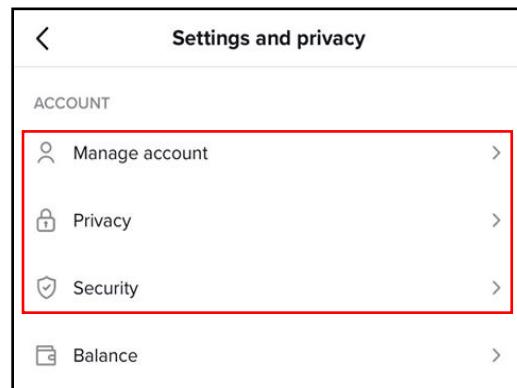 Settings and privacy
ACCOUNT
Manage account
Privacy
Security
Balance